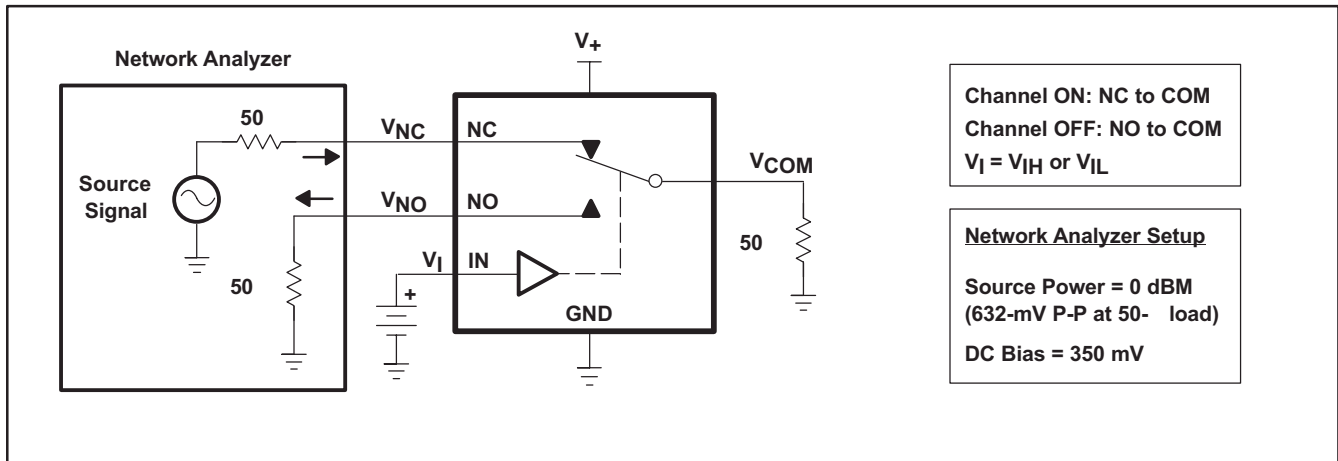 Network Analyzer
50
Source
Signal
50
VNC
VNO
VI
V+
NC
NO
IN
GND
VCOM
50
+
Channel ON: NC to COM
Channel OFF: NO to COM
VI = VIH or VIL
Network Analyzer Setup
Source Power = 0 dBM
(632-mV P-P at 50- load)
DC Bias = 350 mV